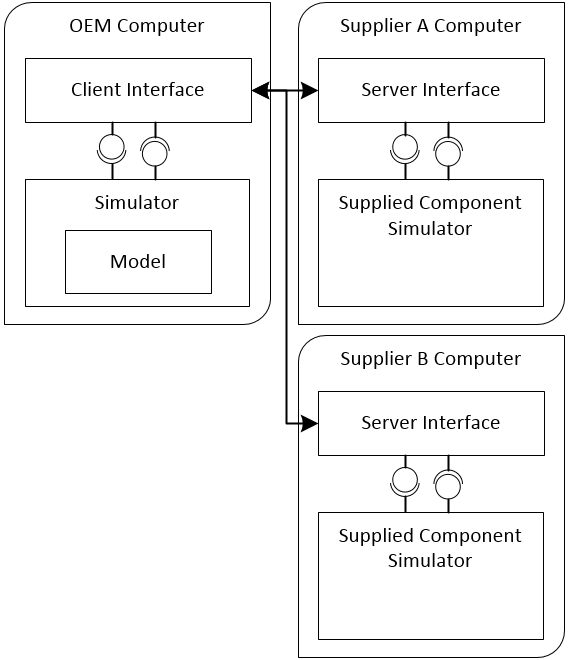 OEM Computer
Client Interface
Simulator
Model
Supplier A Computer
Server Interface
Supplied Component
Simulator
Supplier B Computer
Server Interface
Supplied Component
Simulator